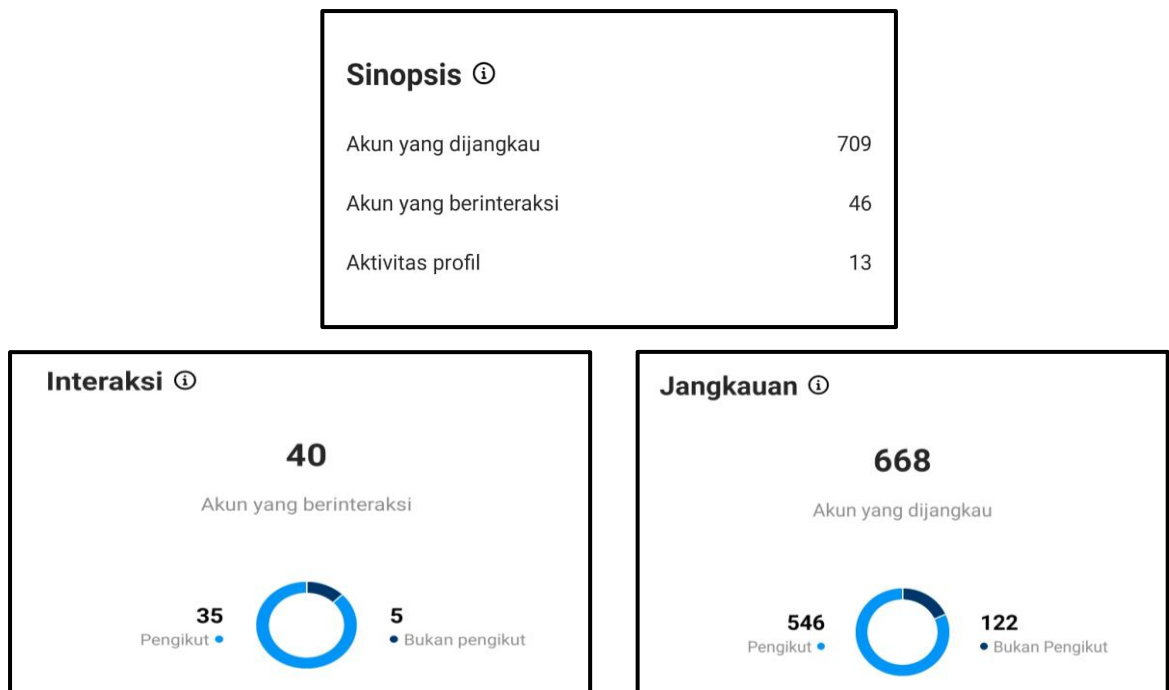 Sinopsis
Akun yang dijangkau 709
Akun yang berinteraksi 46
Aktivitas profil 13
Interaksi
40
Akun yang berinteraksi
35
Pengikut
5
Bukan pengikut
Jangkauan
668
Akun yang dijangkau
546
Pengikut
122
Bukan Pengikut